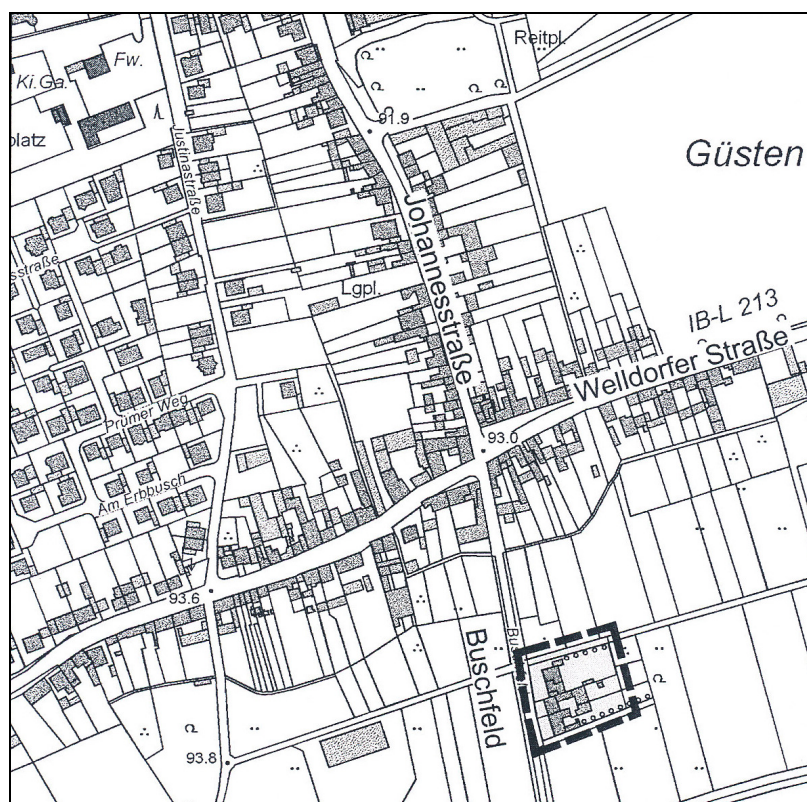 Reitpl.
Fw.
Ki.Ga.
platz
91.9
Justinastraße
Güsten
Johannesstraße
sstraße
Lgpl.
IB-L 213
Welldorfer Straße
Prümer Weg
93.0
Am Erbbusch
93.6
Buschfeld
93.8